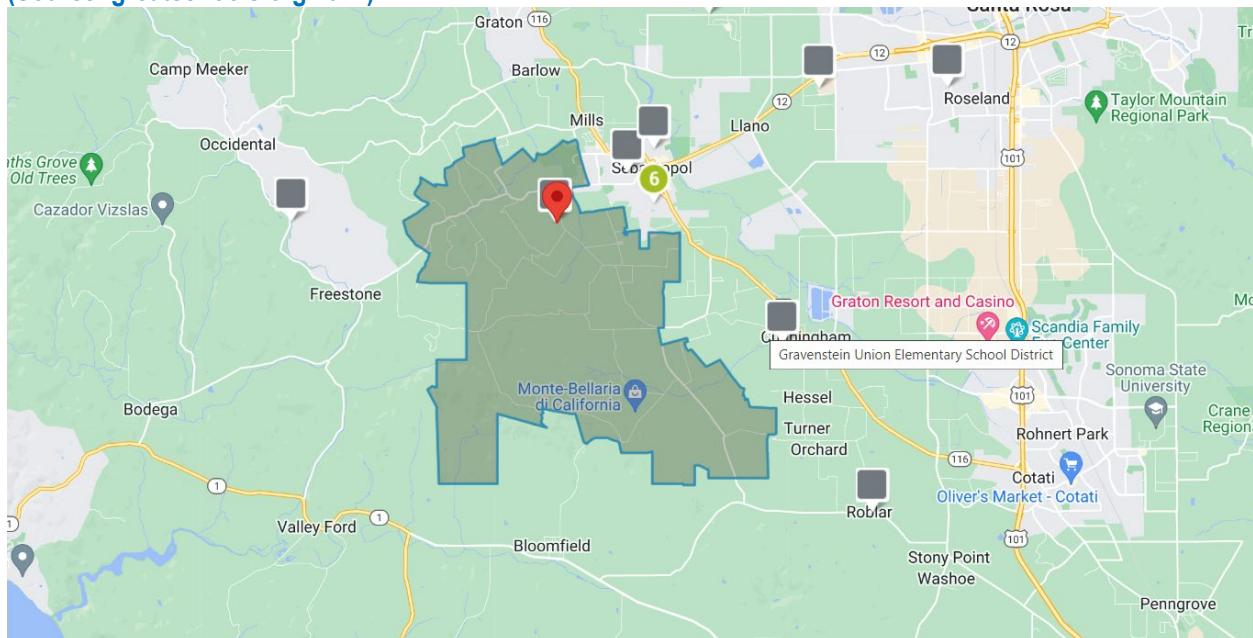 Santa Rosa
Graton
116
12
12
Camp Meeker
Barlow
Roseland
Taylor Mountain
Regional Park
Mills
12
Llano
Occidental
101
Old Trees
6
Cazador Vizslas
Freestone
Graton Resort and Casino
Scandia Family
Center
Gravenstein Union Elementary School District
Sonoma State
University
Monte-Bellaria
di California
Hessel
101
Crane
Bodega
Turner
Orchard
Rohnert Park
116
Cotati
Oliver's Market - Cotati
1
Roblar
1
Valley Ford
1
Bloomfield
101
Stony Point
Washoe
Penngrove